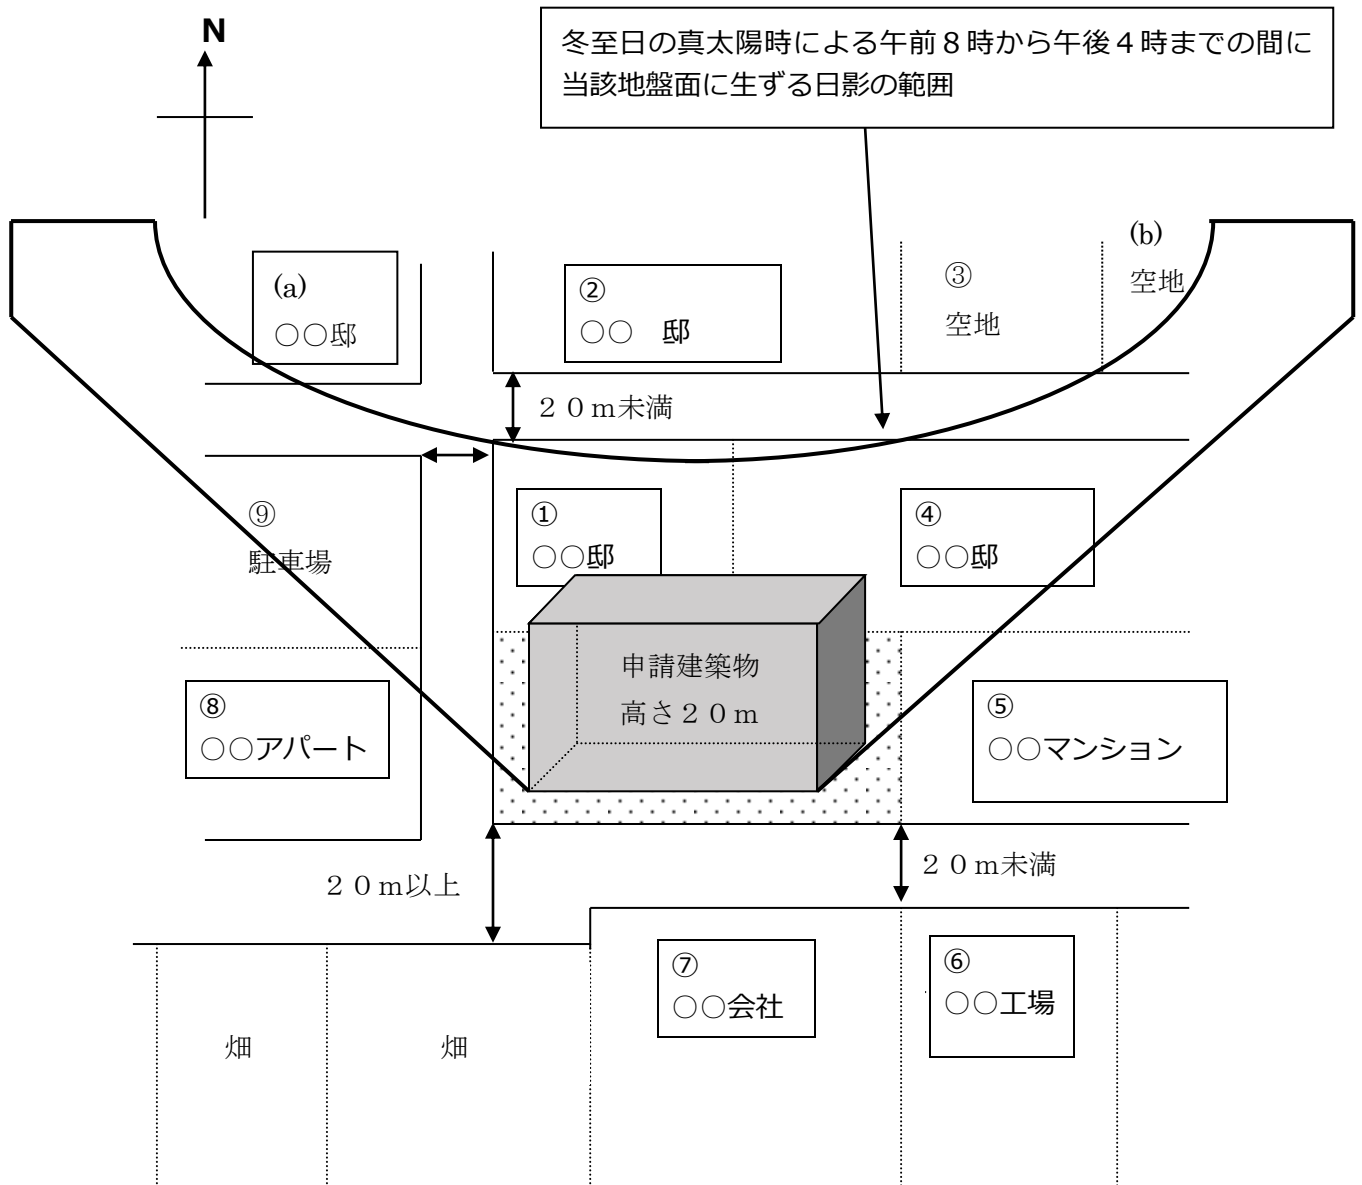 N
冬至日の真太陽時による午前８時から午後４時までの間に
当該地盤面に生ずる日影の範囲
(a)
○○邸
②
○○　邸
③
空地
(b)
空地
２０ｍ未満
⑨
駐車場
①
○○邸
④
○○邸
申請建築物
高さ２０ｍ
⑧
○○アパート
⑤
○○マンション
２０ｍ以上
２０ｍ未満
⑦
○○会社
⑥
○○工場
畑
畑